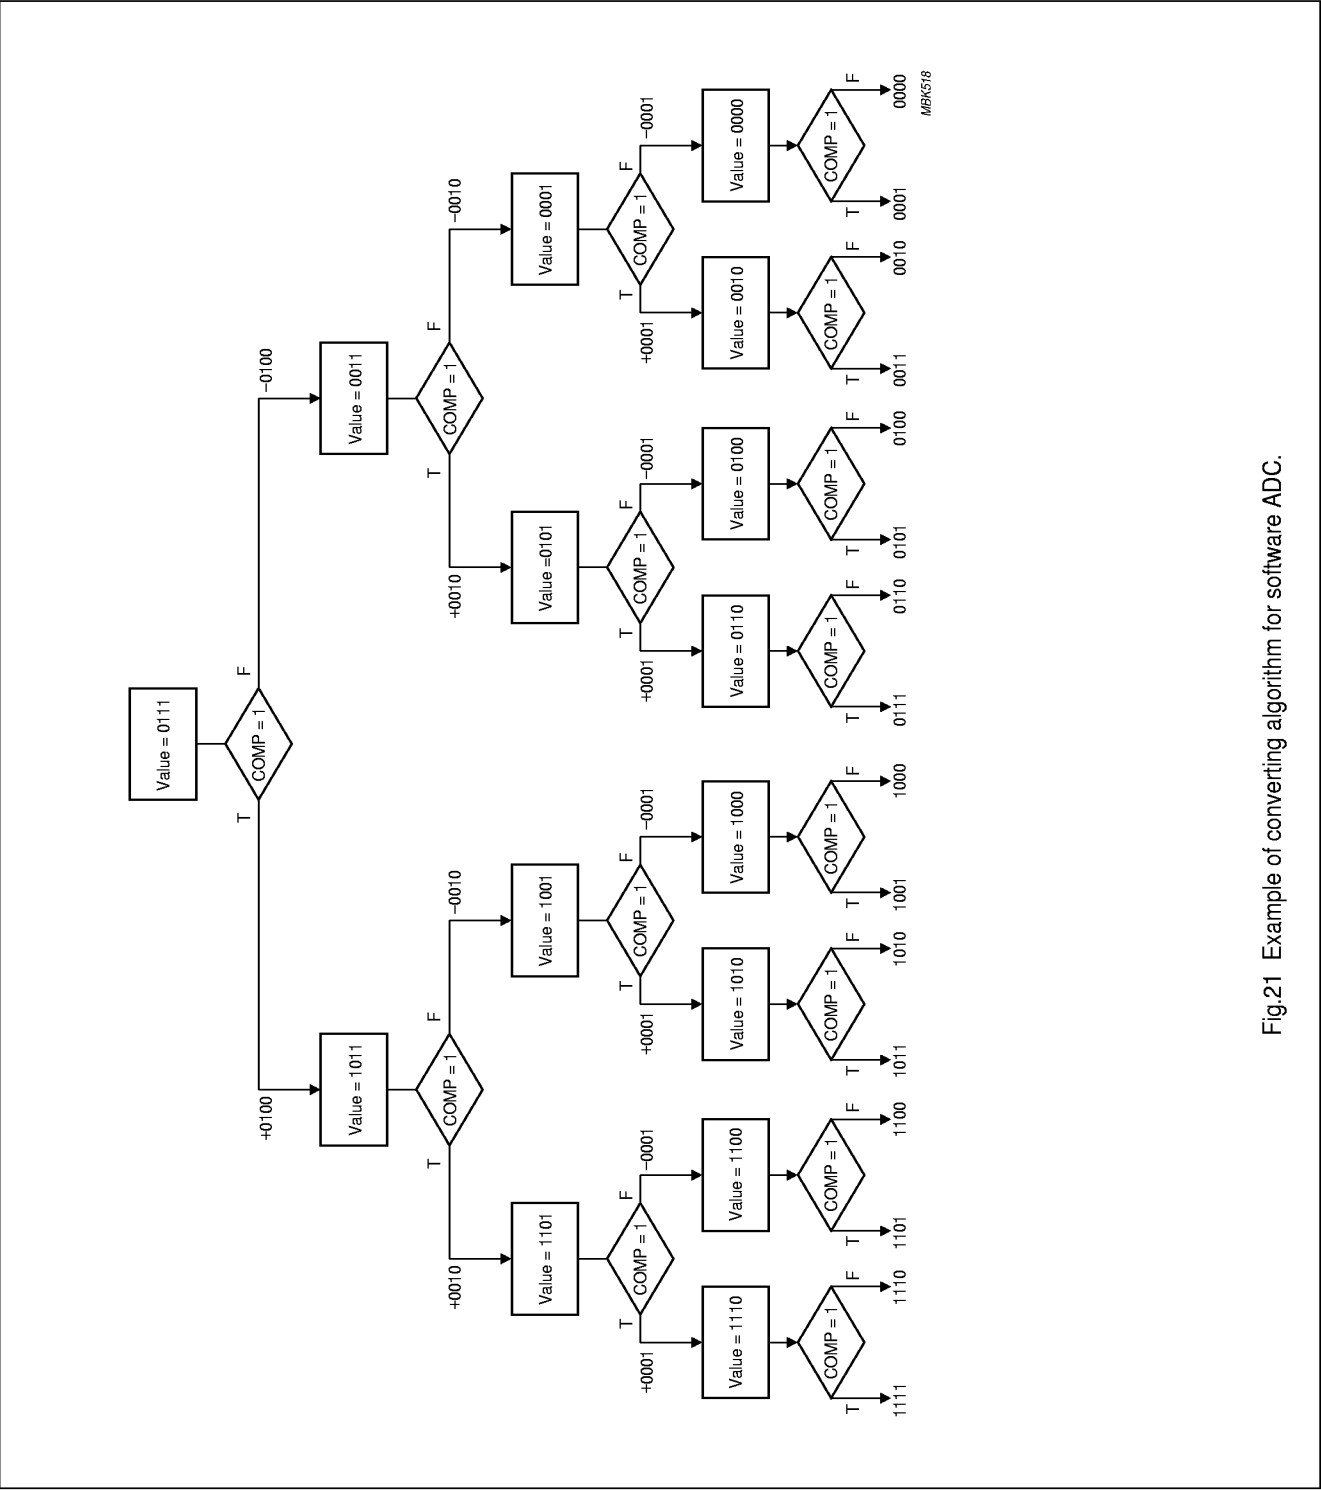 Value = 0111
T F
COMP = 1
+0100 –0100
Value = 1011 Value = 0011
T F T F
COMP = 1 COMP = 1
+0010 –0010 +0010 –0010
Value = 1101 Value = 1001 Value =0101 Value = 0001
T F T F T F T F
COMP = 1 COMP = 1 COMP = 1 COMP = 1
+0001 –0001 +0001 –0001 +0001 –0001 +0001 –0001
Value = 1110 Value = 1100 Value = 1010 Value = 1000 Value = 0110 Value = 0100 Value = 0010 Value = 0000
COMP = 1 COMP = 1 COMP = 1 COMP = 1 COMP = 1 COMP = 1 COMP = 1 COMP = 1
T F T F T F T F T F T F T F T F
1111 1110 1101 1100 1011 1010 1001 1000 0111 0110 0101 0100 0011 0010 0001 0000
MBK518
Fig.21 Example of converting algorithm for software ADC.